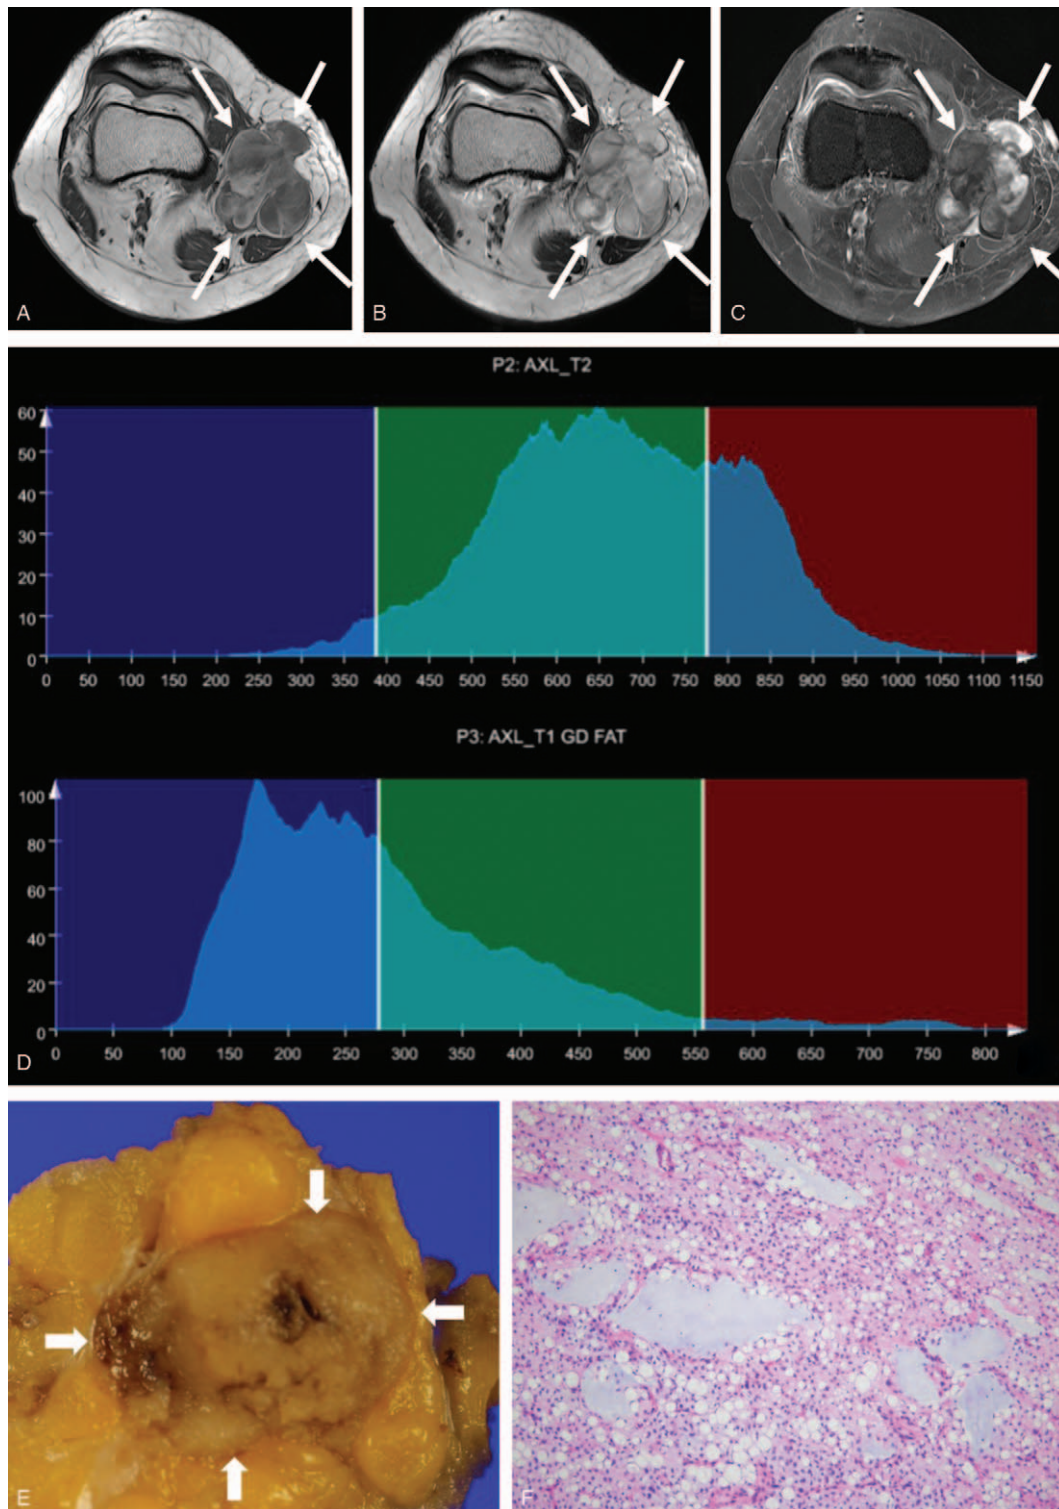 A
B
C
P2: AXL_T2
60
50
40
30
20
10
0
0 50 100 150 200 250 300 350 400 450 500 550 600 650 700 750 800 850 900 950 1000 1050 1100 1150
P3: AXL_T1 GD FAT
100
80
60
40
20
0
0 50 100 150 200 250 300 350 400 450 500 550 600 650 700 750 800
D
E
F